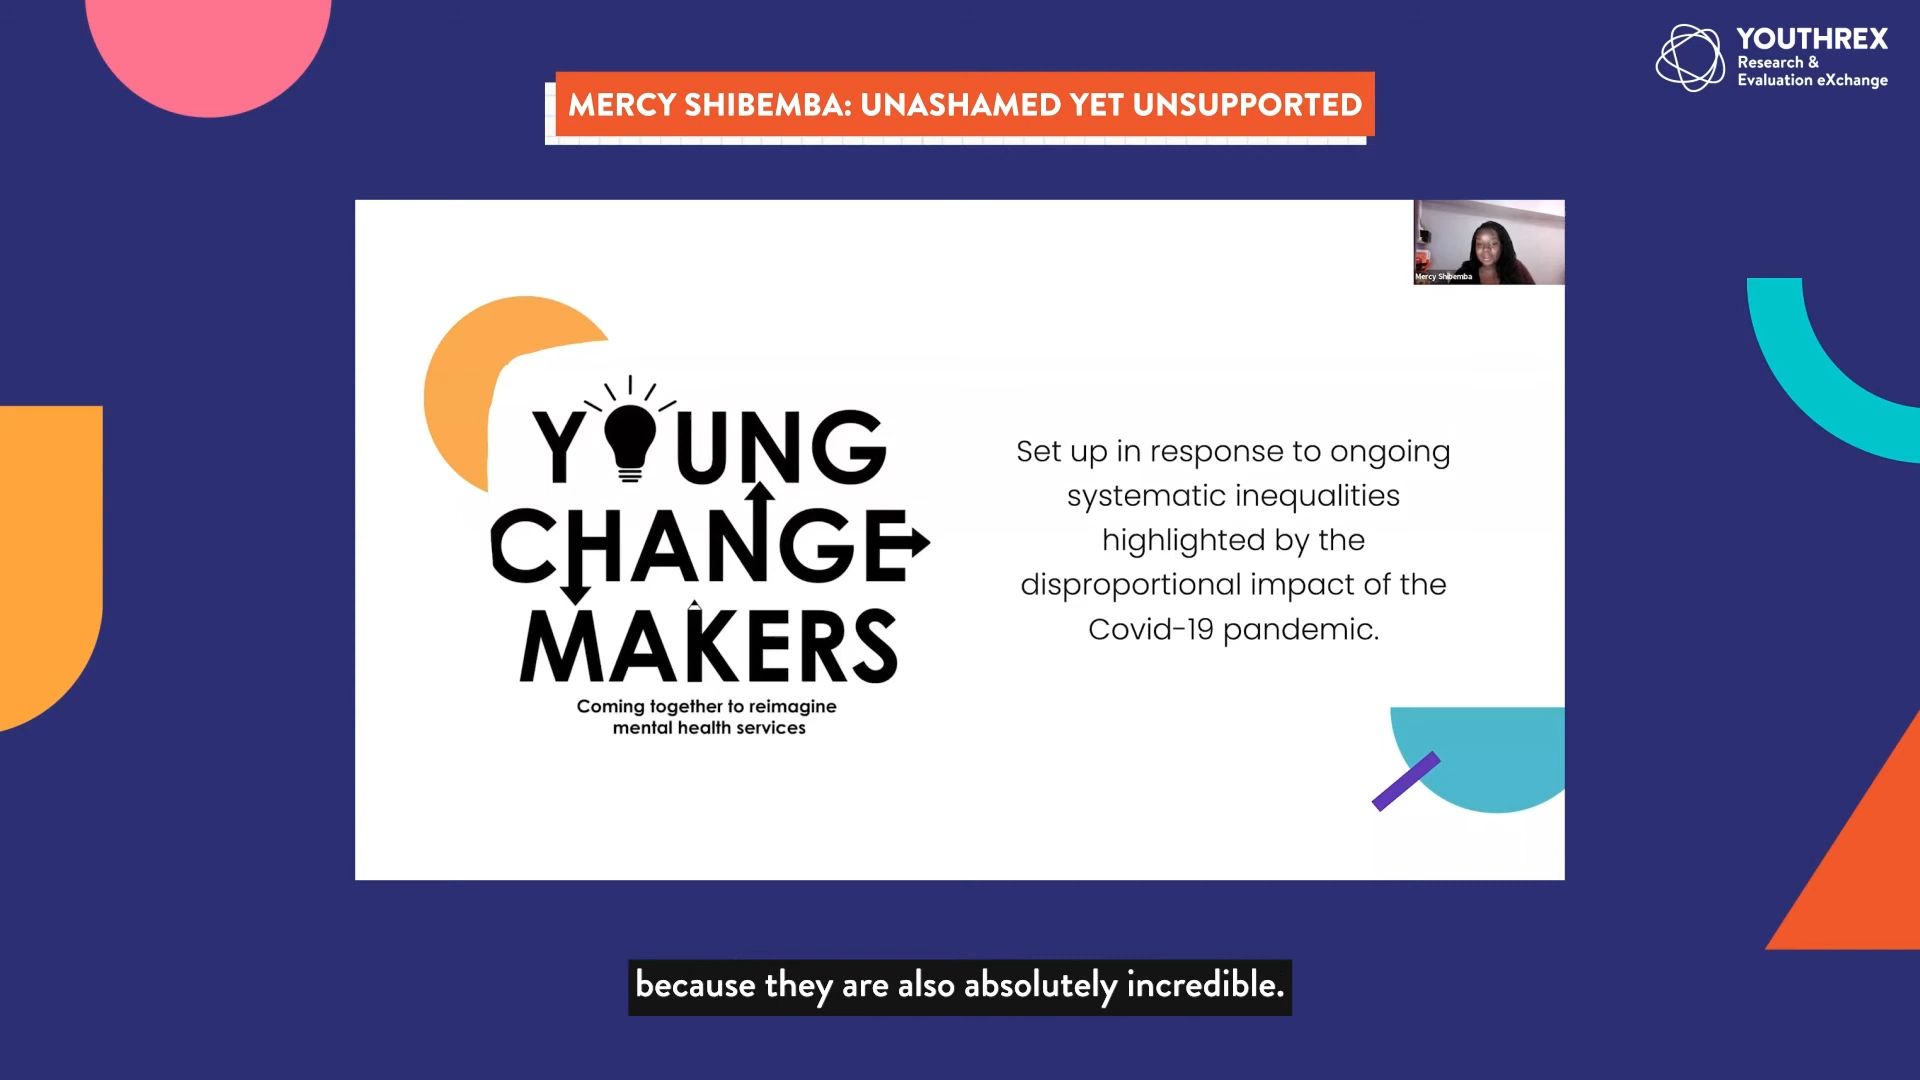 YOUTHREX
Research &
Evaluation eXchange
MERCY SHIBEMBA: UNASHAMED YET UNSUPPORTED
Mercy Shibemba
YOUNG
CHANGE
MAKERS
Coming together to reimagine
mental health services
Set up in response to ongoing
systematic inequalities
highlighted by the
disproportional impact of the
Covid-19 pandemic.
because they are also absolutely incredible.